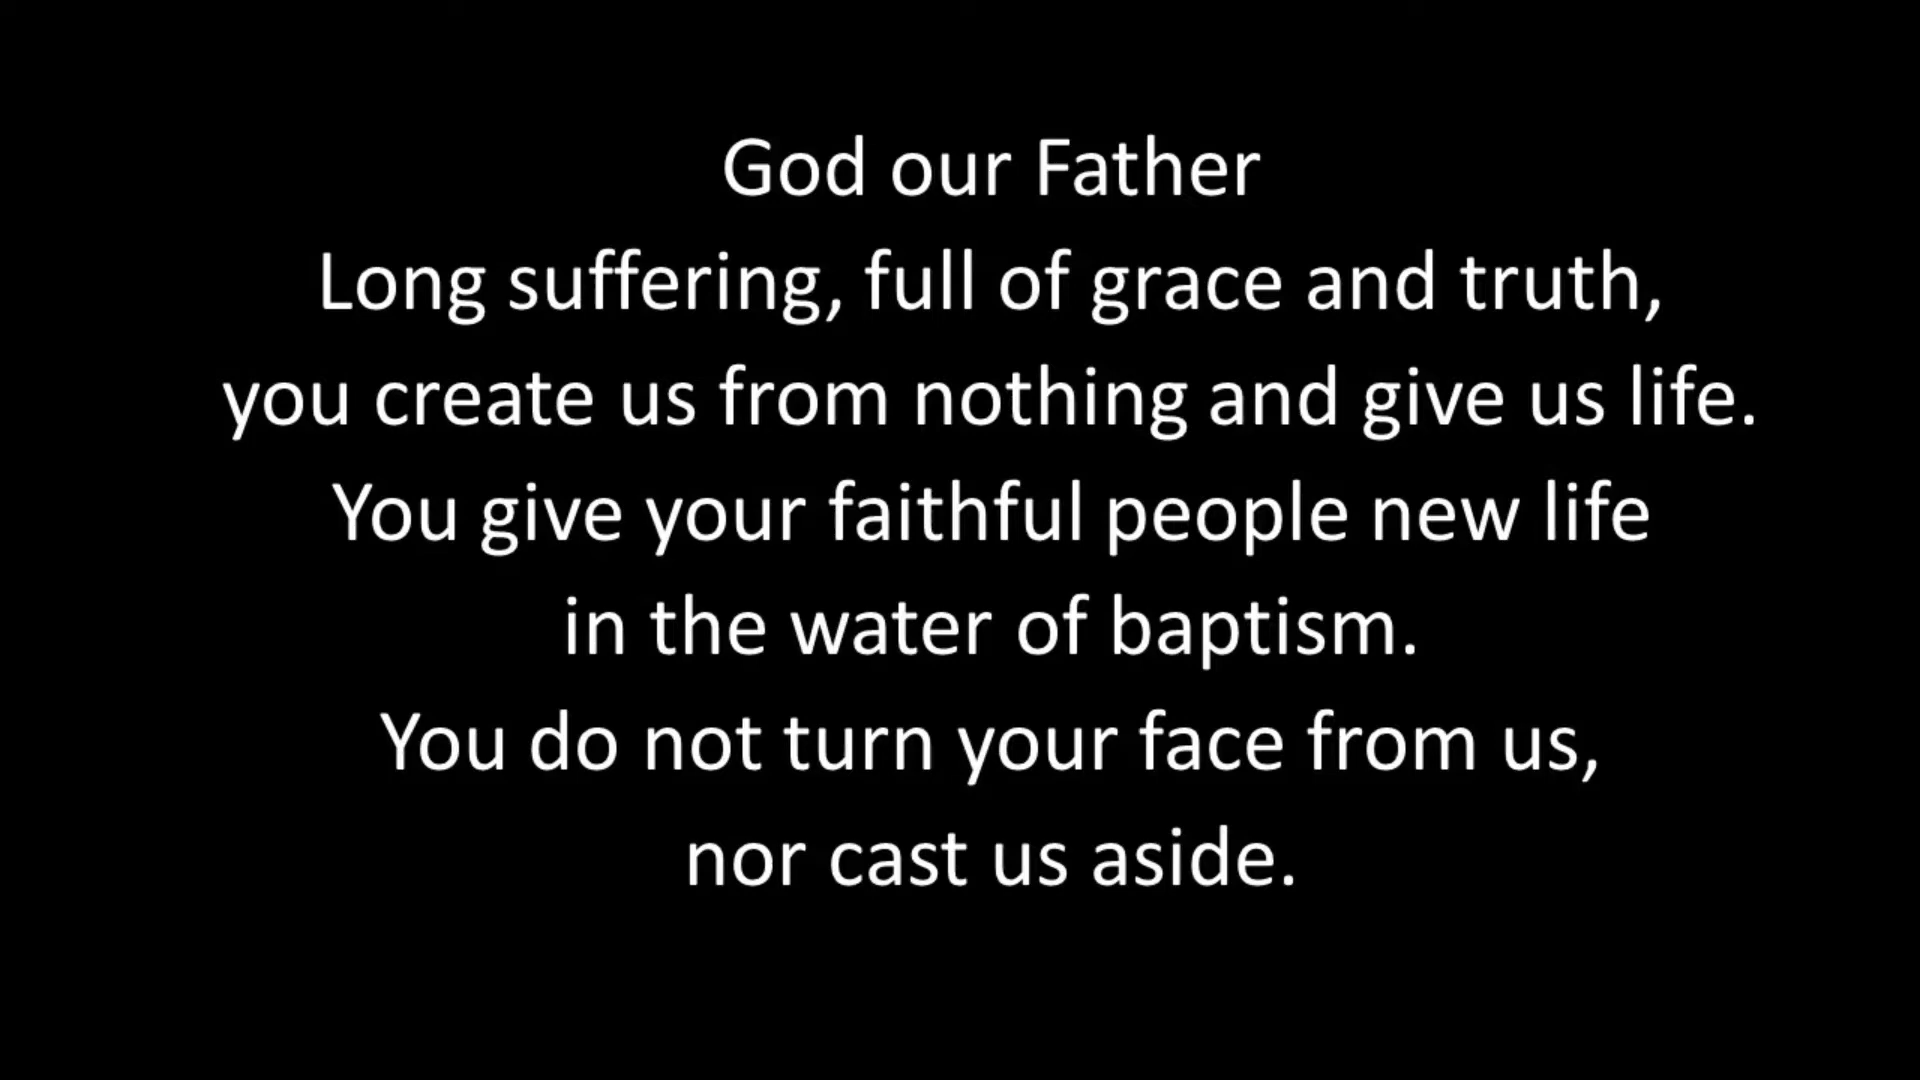 God our Father
Long suffering, full of grace and truth,
you create us from nothing and give us life.
You give your faithful people new life
in the water of baptism.
You do not turn your face from us,
nor cast us aside.